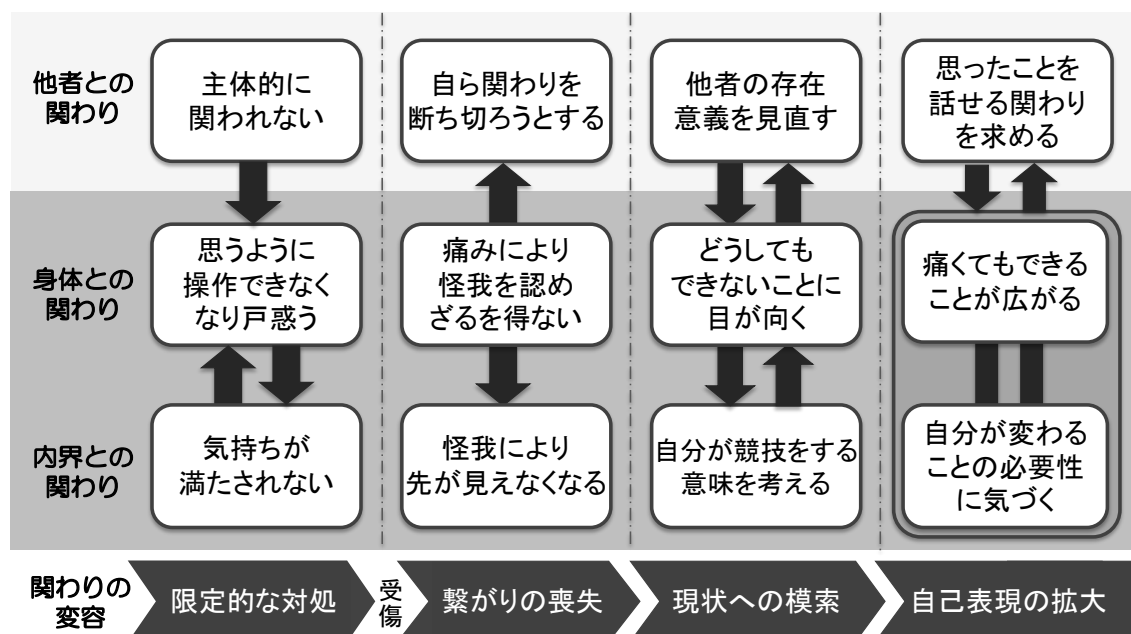 他者との
関わり
主体的に
関われない
自ら関わりを
断ち切ろうとする
他者の存在
意義を見直す
思ったことを
話せる関わり
を求める
身体との
関わり
思うように
操作できなく
なり戸惑う
痛みにより
怪我を認め
ざるを得ない
どうしても
できないことに
目が向く
痛くてもできる
ことが広がる
内界との
関わり
気持ちが
満たされない
怪我により
先が見えなくなる
自分が競技をする
意味を考える
自分が変わる
ことの必要性
に気づく
関わりの
変容
限定的な対処
受傷
繋がりの喪失
現状への模索
自己表現の拡大